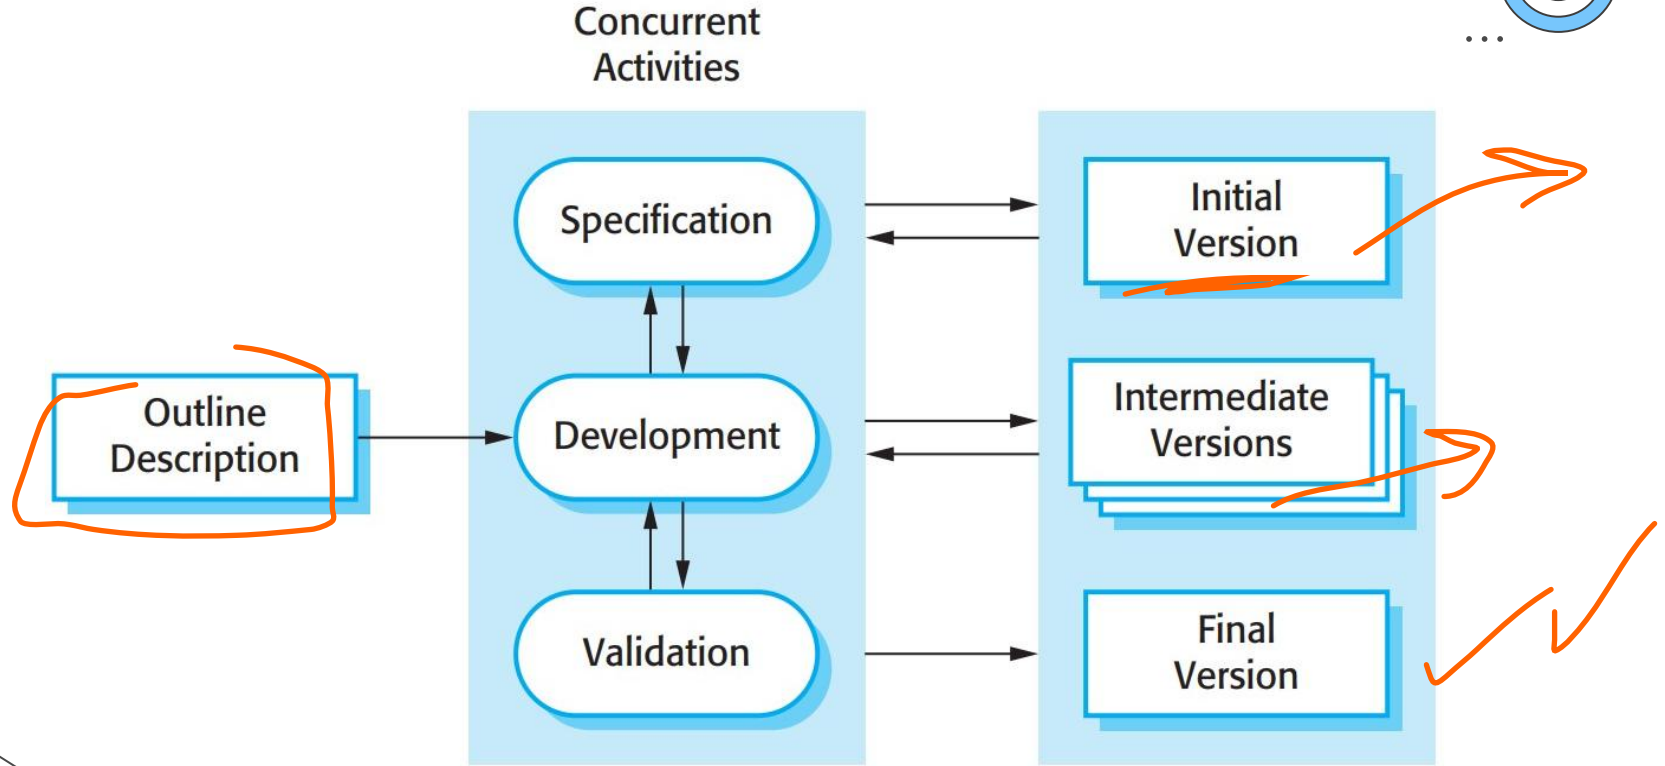 Concurrent
Activities
...
Specification
Initial
Version
Outline
Description
Development
Intermediate
Versions
Validation
Final
Version